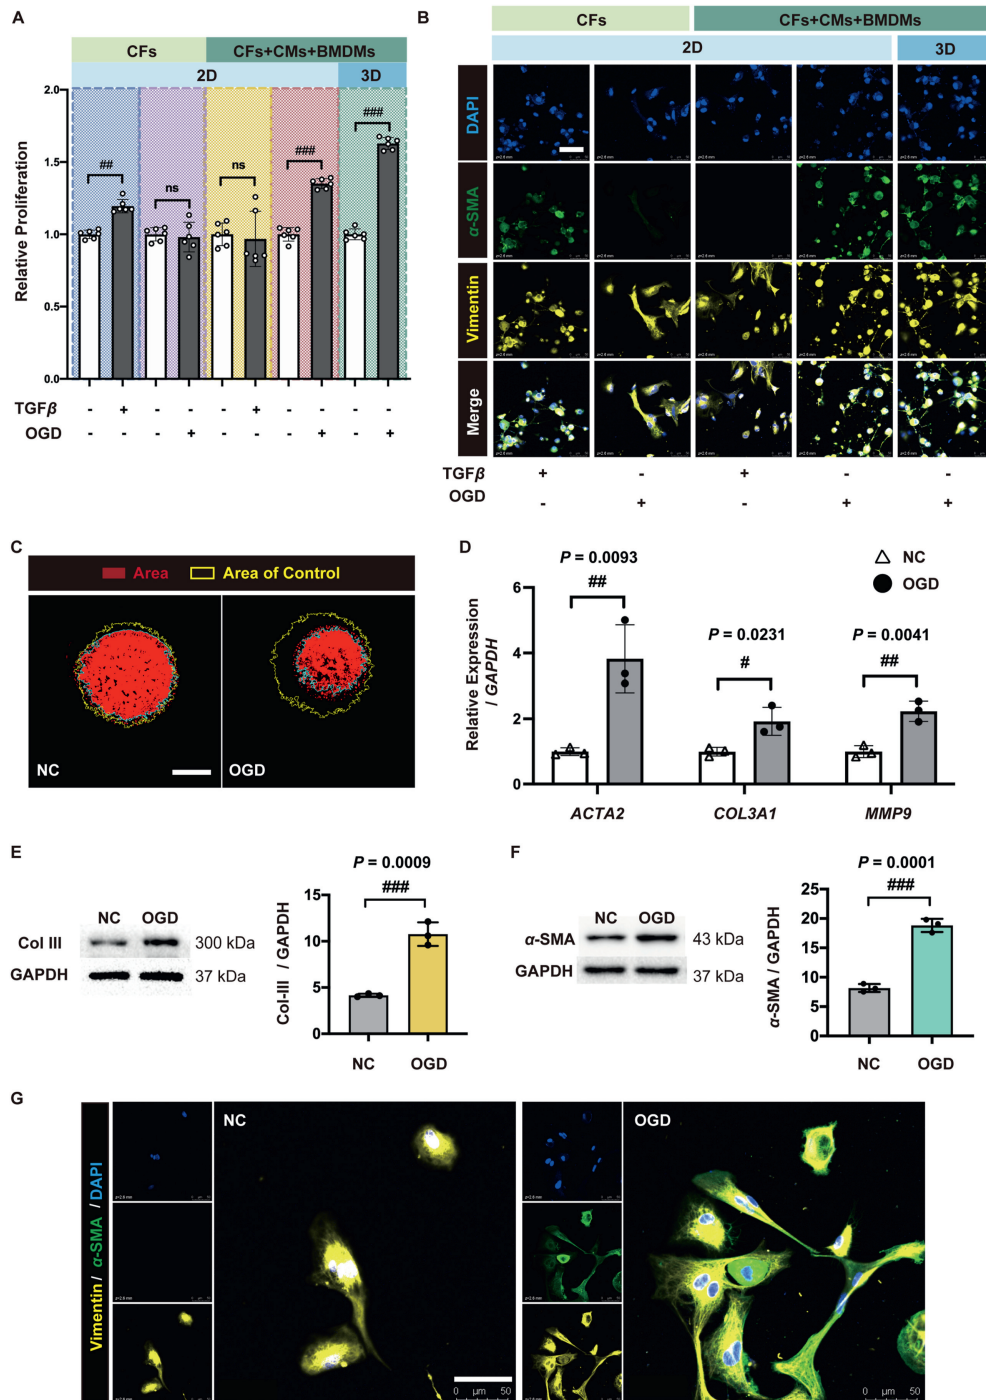 A
CFs
CFs+CMs+BMDMs
2D
3D
Relative Proliferation
2.0
1.5
1.0
0.5
0.0
##
ns
ns
###
###
TGFβ - + - - - + - - - -
OGD - - - + - - - + - +
B
CFs
CFs+CMs+BMDMs
2D
3D
DAPI
α-SMA
Vimentin
Merge
TGFβ + - + - -
OGD - + - + +
C
Area
Area of Control
NC
OGD
D
NC
OGD
P = 0.0093
##
P = 0.0231
#
P = 0.0041
##
Relative Expression
/ GAPDH
6
4
2
0
ACTA2
COL3A1
MMP9
E
NC OGD
Col III 300 kDa
GAPDH 37 kDa
P = 0.0009
###
Col-III / GAPDH
15
10
5
0
NC
OGD
F
NC OGD
α-SMA 43 kDa
GAPDH 37 kDa
P = 0.0001
###
α-SMA / GAPDH
25
20
15
10
5
0
NC
OGD
G
Vimentin / α-SMA / DAPI
NC
0 μm 50
OGD
0 μm 50